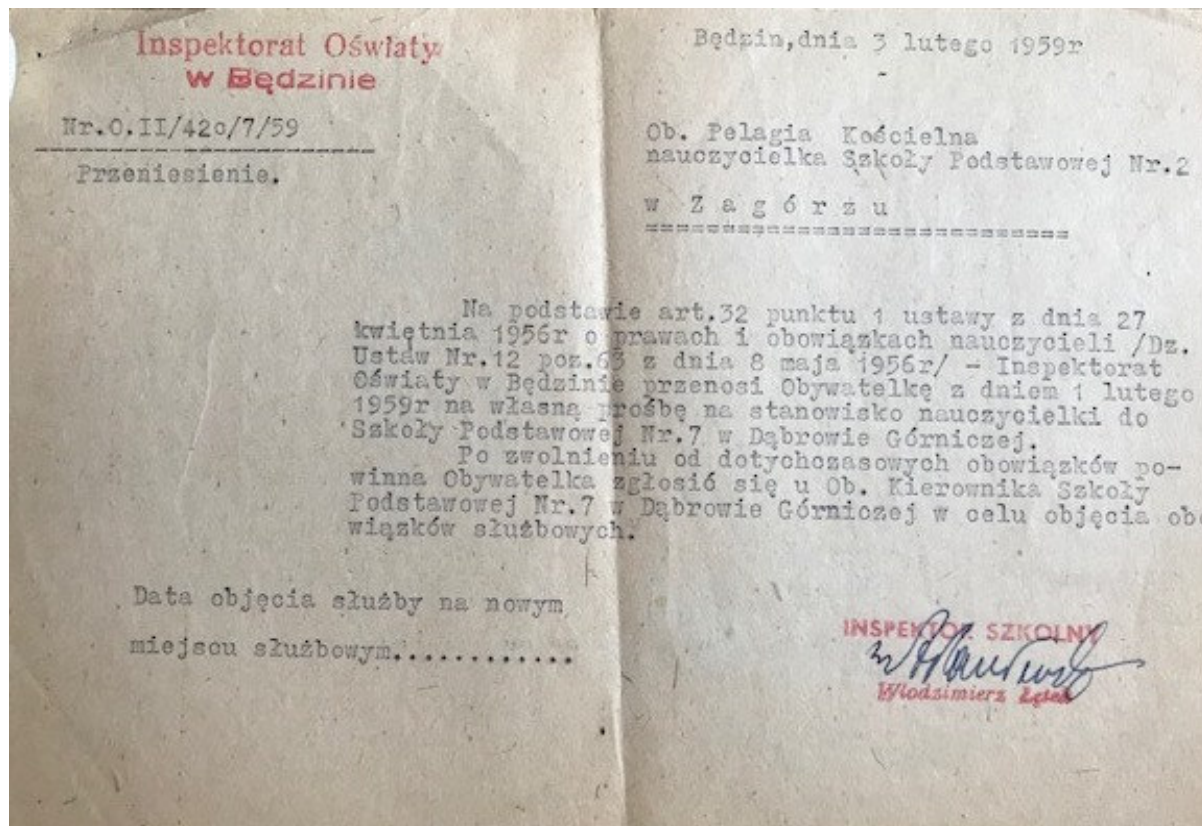 Inspektorat Oświaty
w Będzinie
Będzin,dnia 3 lutego 1959r
Nr.O.II/42o/7/59
Przeniesienie.
Ob. Pelagia Kościelna
nauczycielka Szkoły Podstawowej Nr.2
w Z a g ó r z u
Na podstawie art.32 punktu 1 ustawy z dnia 27
kwiętnia 1956r o prawach i obowiązkach nauczycieli /Dz.
Ustaw Nr.12 poz.63 z dnia 8 maja 1956r/ - Inspektorat
Oświaty w Będzinie przenosi Obywatelkę z dniem 1 lutego
1959r na własną prośbę na stanowisko nauczycielki do
Szkoły Podstawowej Nr.7 w Dąbrowie Górniczej.
Po zwolnieniu od dotychczasowych obowiązków po-
winna Obywatelka zgłosić się u Ob. Kierownika Szkoły
Podstawowej Nr.7 w Dąbrowie Górniczej w celu objęcia obo
wiązków służbowych.
Data objęcia służby na nowym
miejscu służbowym.............
INSPEKTOR SZKOLNY
Włodzimierz